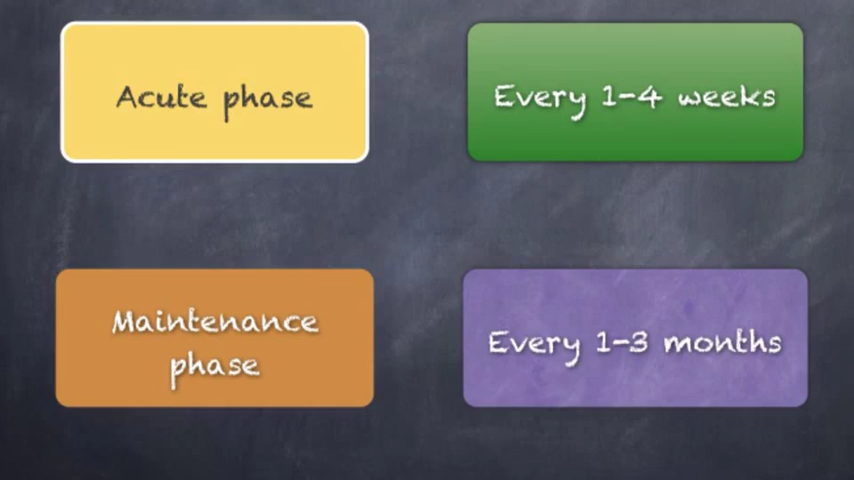 Acute phase
Every 1-4 weeks
Maintenance
phase
Every 1-3 months